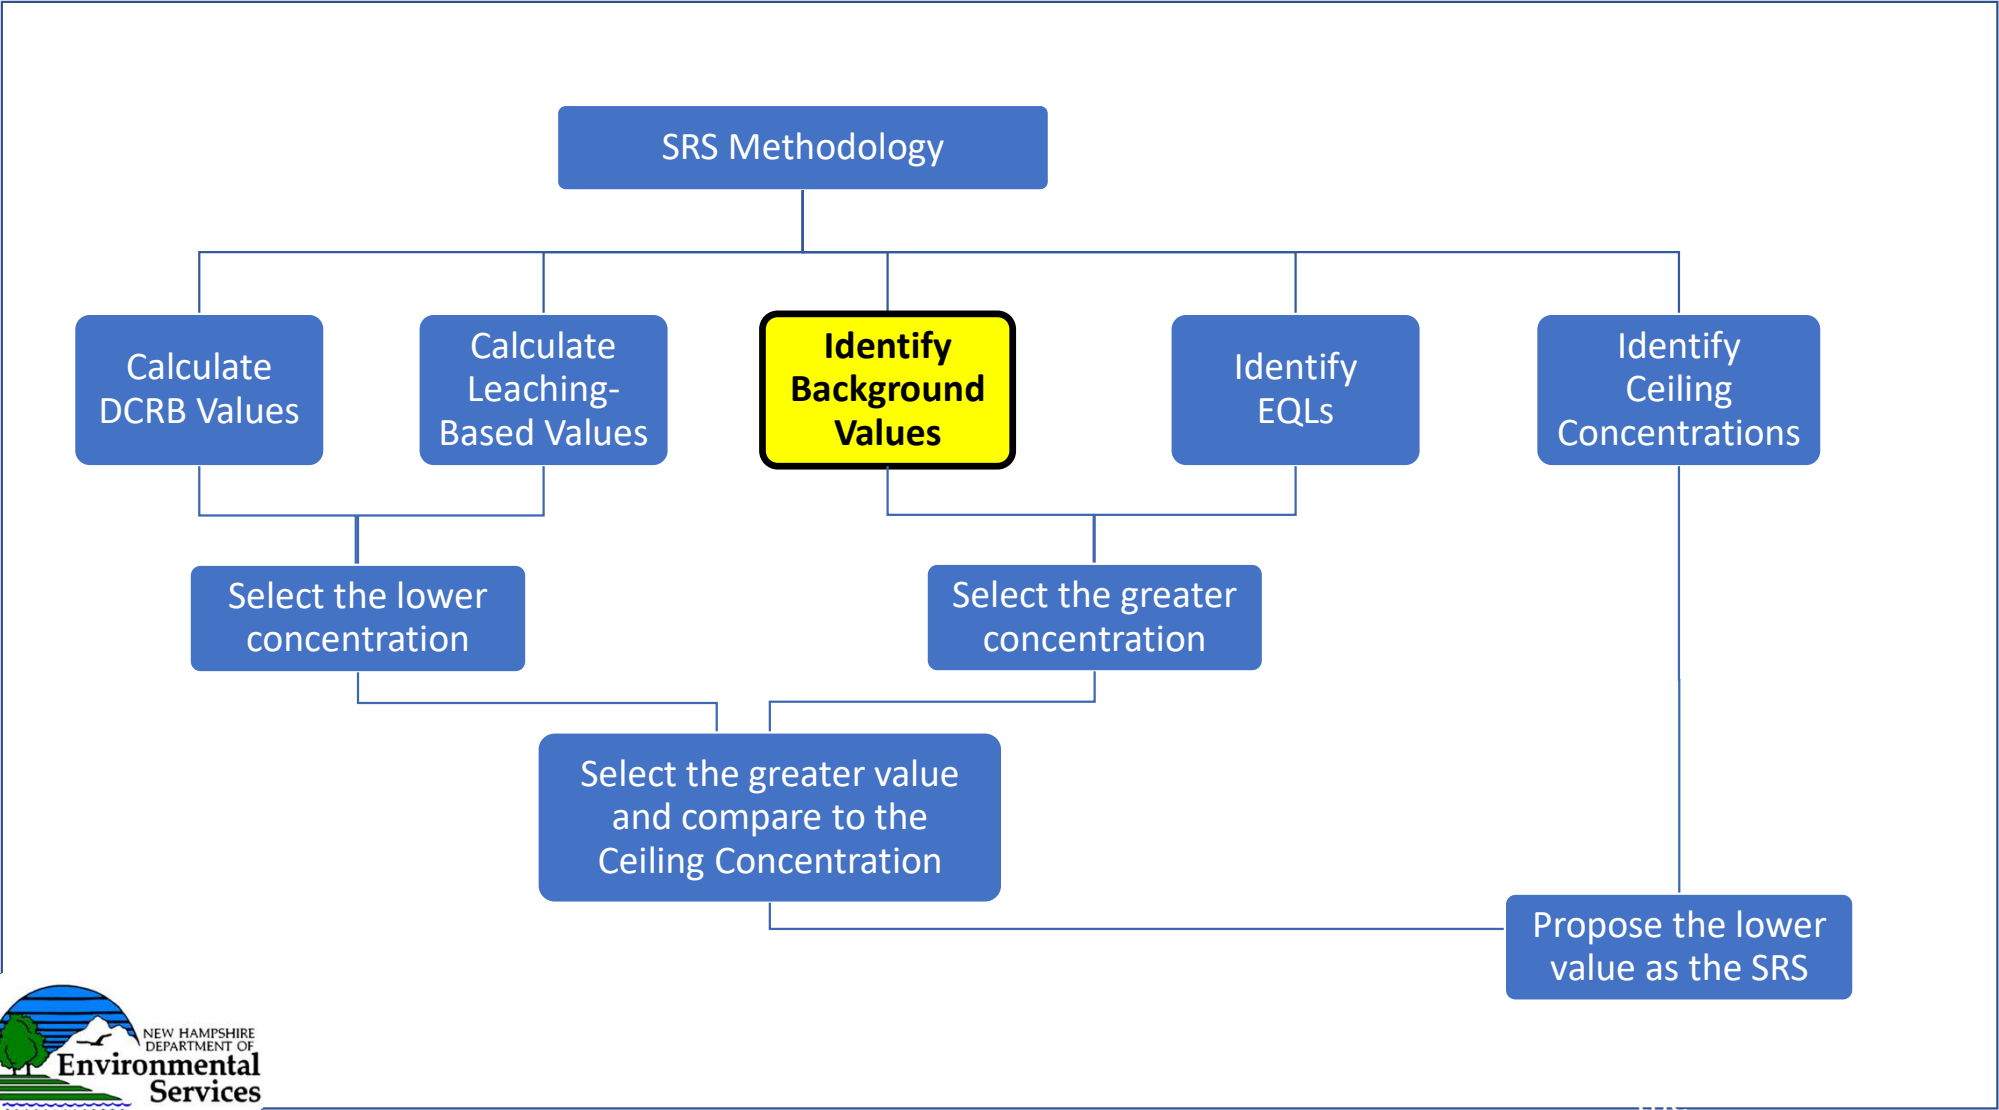 SRS Methodology
Calculate
DCRB Values
Calculate
Leaching-
Based Values
Identify
Background
Values
Identify
EQLs
Identify
Ceiling
Concentrations
Select the lower
concentration
Select the greater
concentration
Select the greater value
and compare to the
Ceiling Concentration
Propose the lower
value as the SRS
NEW HAMPSHIRE
DEPARTMENT OF
Environmental
Services